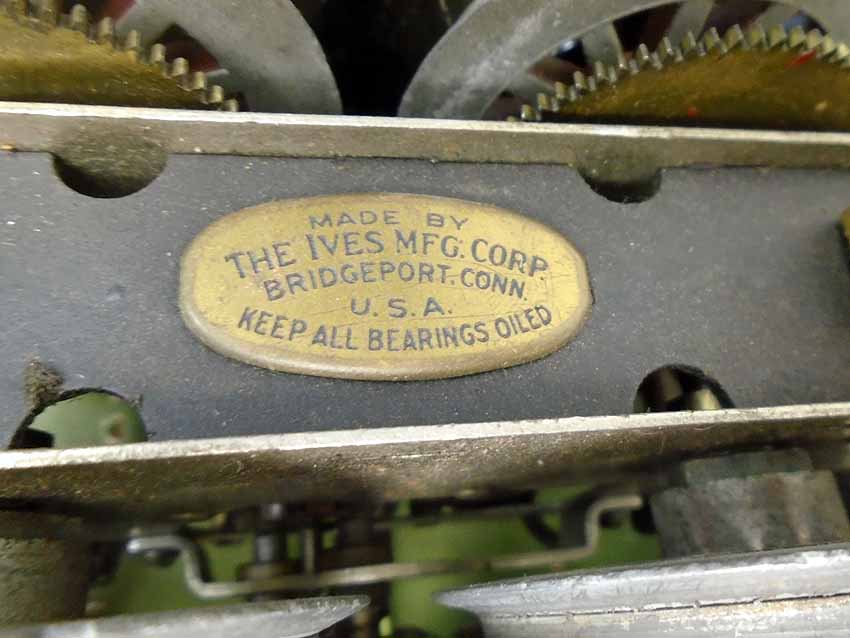 MADE BY
THE IVES MFG. CORP.
BRIDGEPORT. CONN.
U.S.A.
KEEP ALL BEARINGS OILED